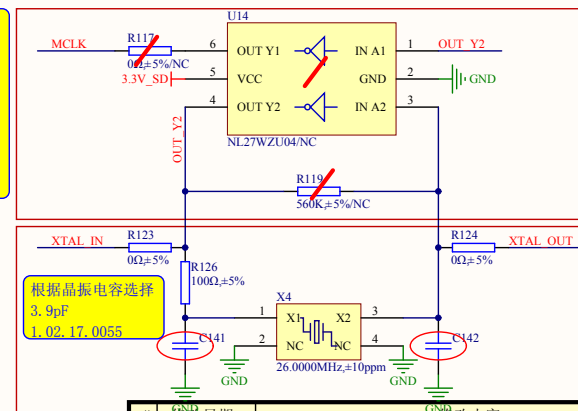 U14
R117
MCLK
0Ω,±5%/NC
3.3V_SD
6
OUT Y1
IN A1
1
OUT_Y2
5
VCC
GND
2
GND
4
OUT Y2
IN A2
3
NL27WZU04/NC
OUT_Y2
R119
560K,±5%/NC
XTAL_IN
R123
0Ω,±5%
R124
XTAL_OUT
0Ω,±5%
R126
100Ω,±5%
根据晶振电容选择
3.9pF
1.02.17.0055
X4
1
X1
X2
3
2
NC
NC
4
C141
C142
26.0000MHz,±10ppm
GND
GND
GND
GND